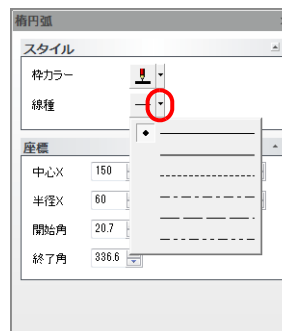 楕円弧
スタイル
枠カラー
線種
座標
中心X 150
半径X 60
開始角 20.7
終了角 336.6